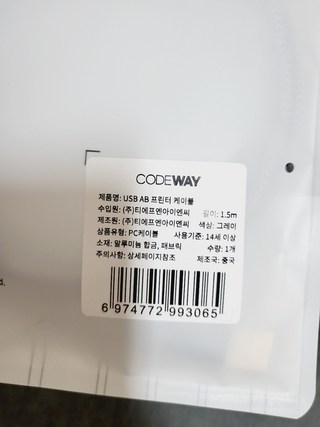 CODEWAY
제품명: USB AB 프린터 케이블
수입원: (주)티에프엔아이엔씨 길이: 1.5m
제조원: (주)티에프엔아이엔씨 색상: 그레이
상품유형: PC케이블 사용기준: 14세 이상
소재: 알루미늄 합금, 패브릭 수량: 1개
주의사항: 상세페이지참조 제조국: 중국
6 974772 993065